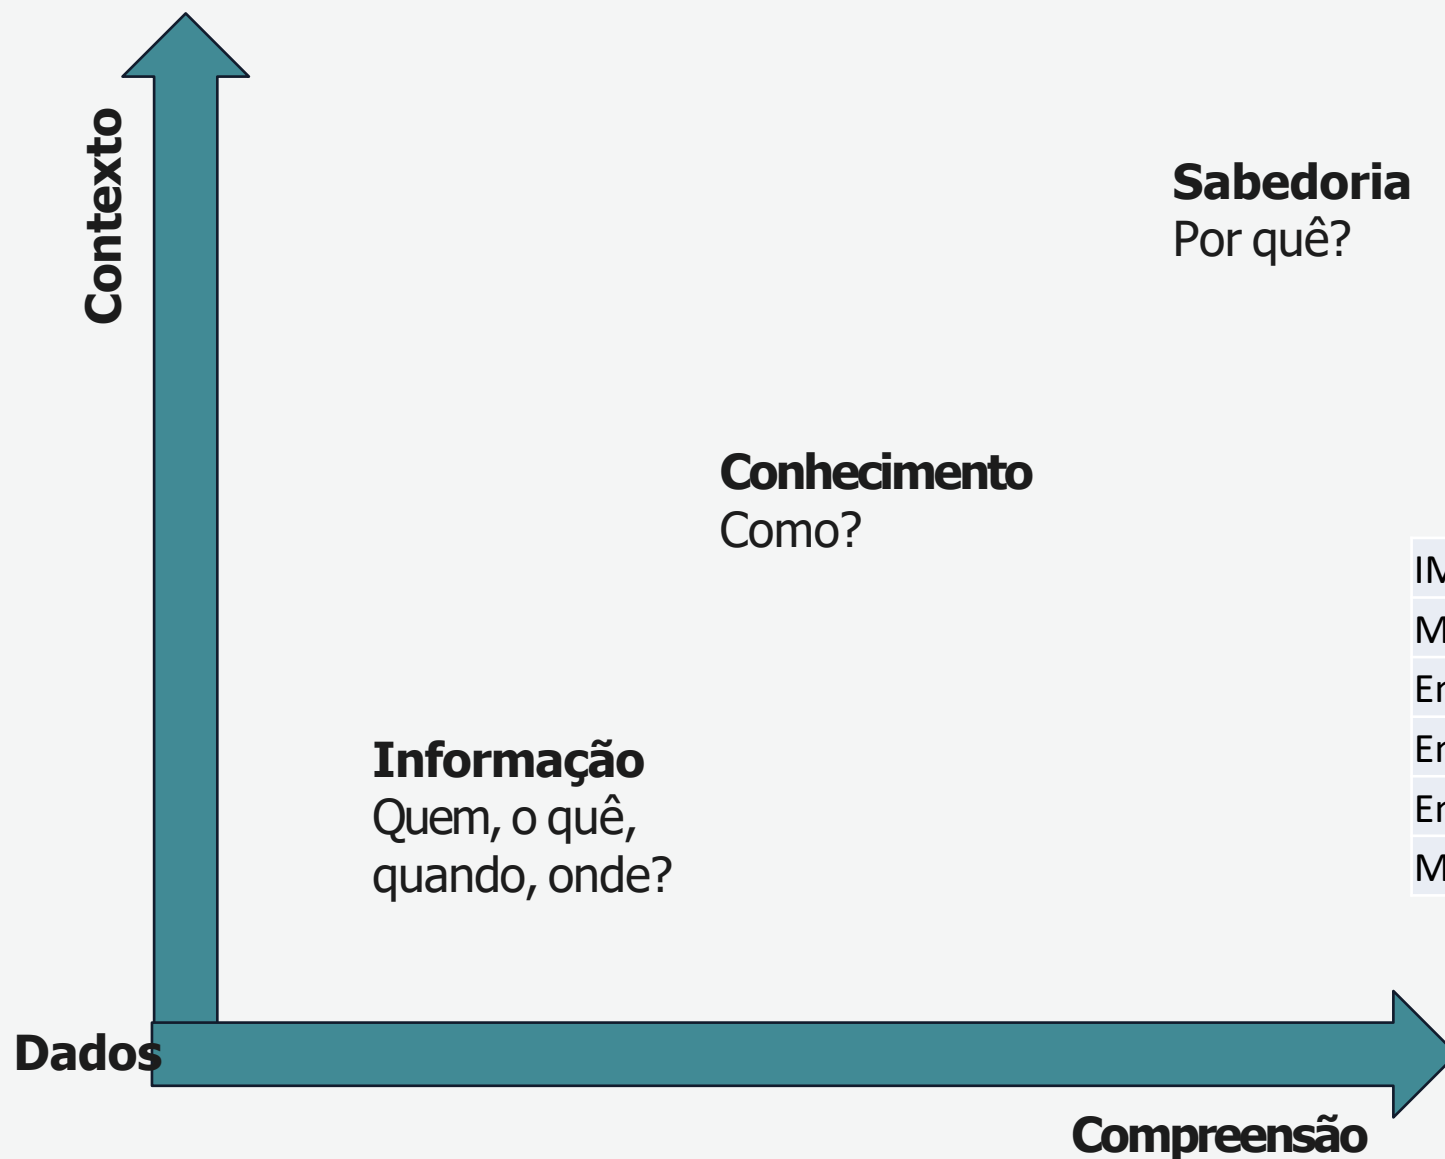 Contexto
Sabedoria
Por quê?
Conhecimento
Como?
Informação
Quem, o quê,
quando, onde?
Dados
Compreensão